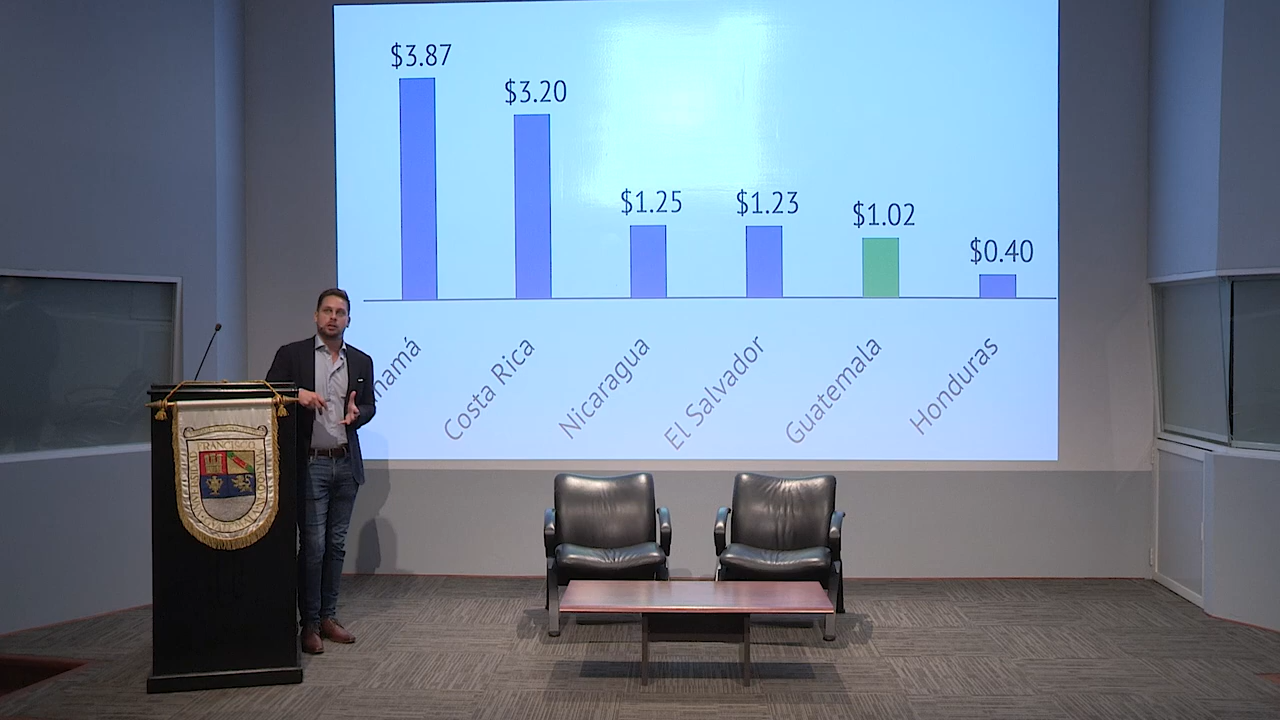 $3.87
$3.20
$1.25
$1.23
$1.02
$0.40
namá
Costa Rica
Nicaragua
El Salvador
Guatemala
Honduras
FRANCISCO